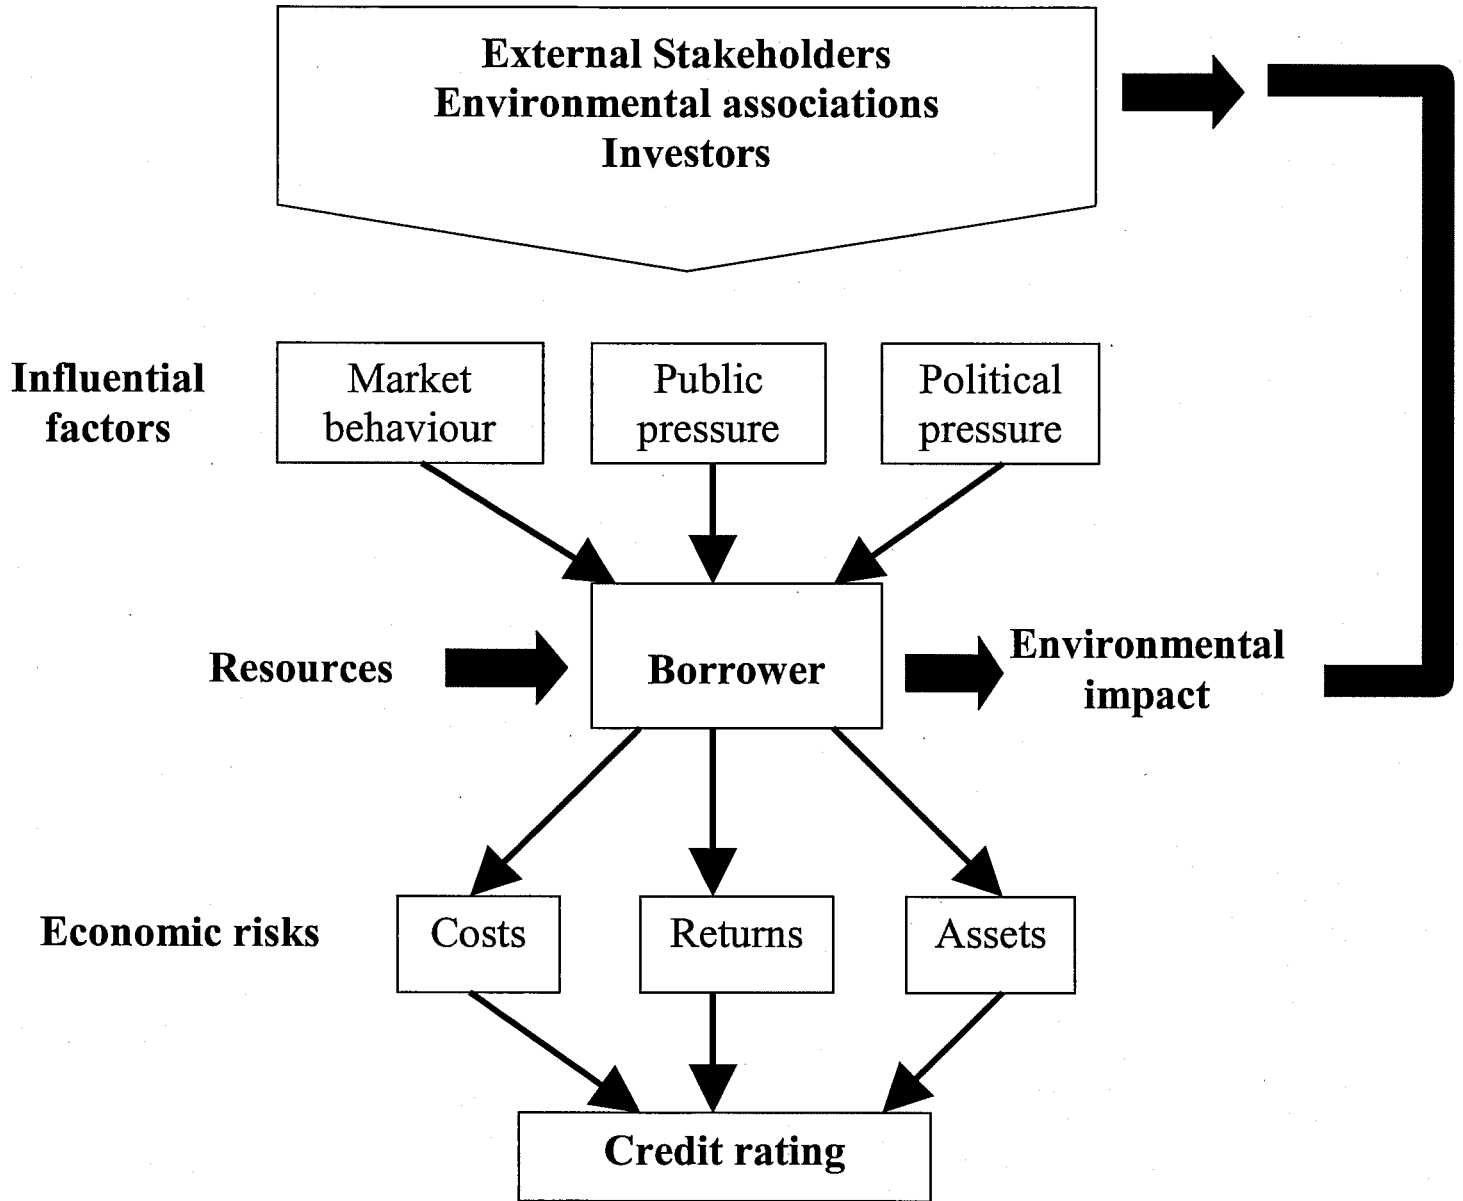 External Stakeholders
Environmental associations
Investors
Influential
factors
Market
behaviour
Public
pressure
Political
pressure
Resources
Borrower
Environmental
impact
Economic risks
Costs
Returns
Assets
Credit rating